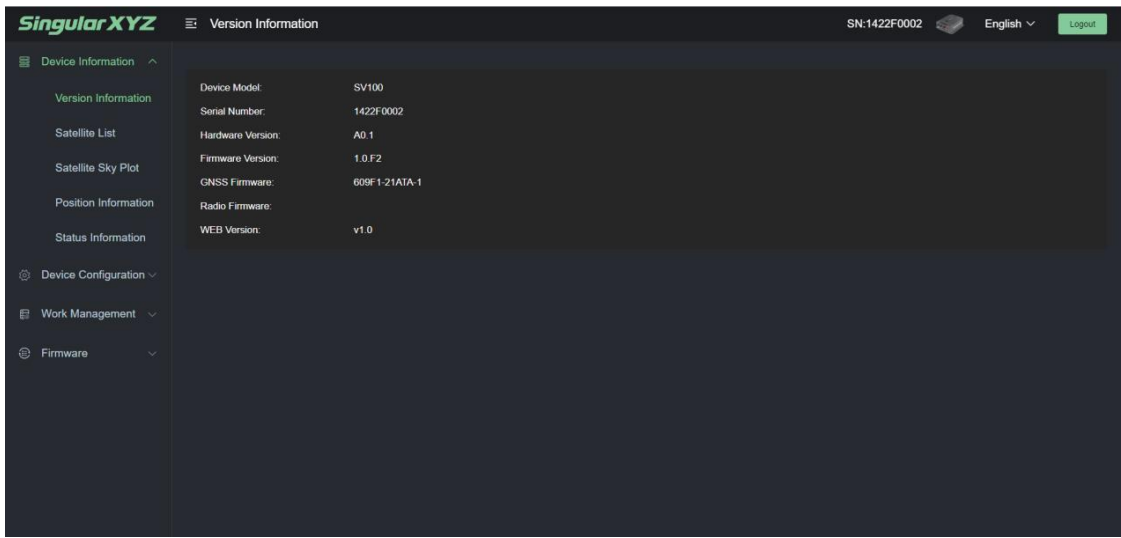 SingularXYZ
Version Information
SN:1422F0002
English
Logout
Device Information
Version Information
Satellite List
Satellite Sky Plot
Position Information
Status Information
Device Configuration
Work Management
Firmware
Device Model: SV100
Serial Number: 1422F0002
Hardware Version: A0.1
Firmware Version: 1.0.F2
GNSS Firmware: 609F1-21ATA-1
Radio Firmware:
WEB Version: v1.0